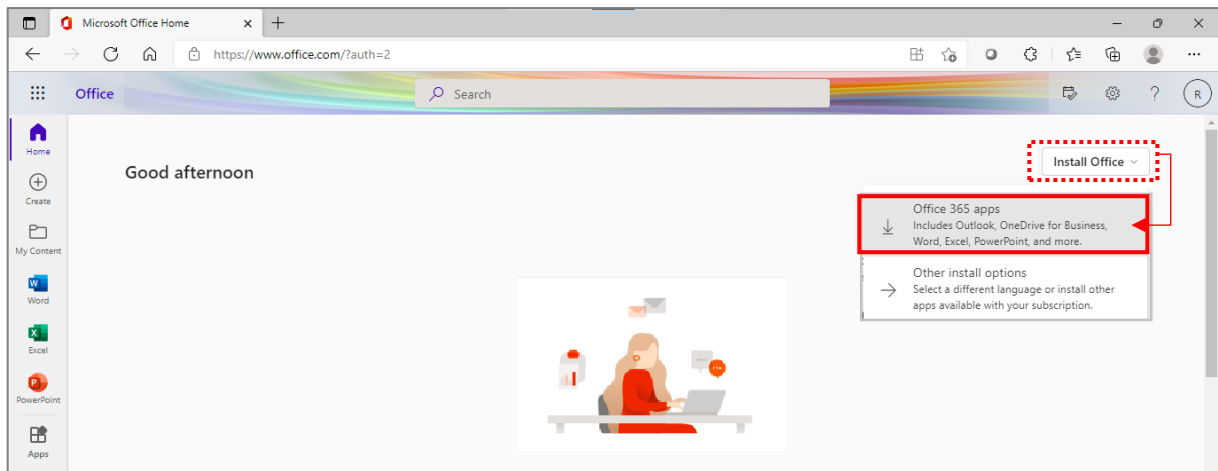 Microsoft Office Home
https://www.office.com/?auth=2
Office
Search
?
R
Home
Good afternoon
Install Office
Create
Office 365 apps
Includes Outlook, OneDrive for Business,
Word, Excel, PowerPoint, and more.
My Content
Other install options
Select a different language or install other
apps available with your subscription.
W
Word
X
Excel
P
PowerPoint
Apps